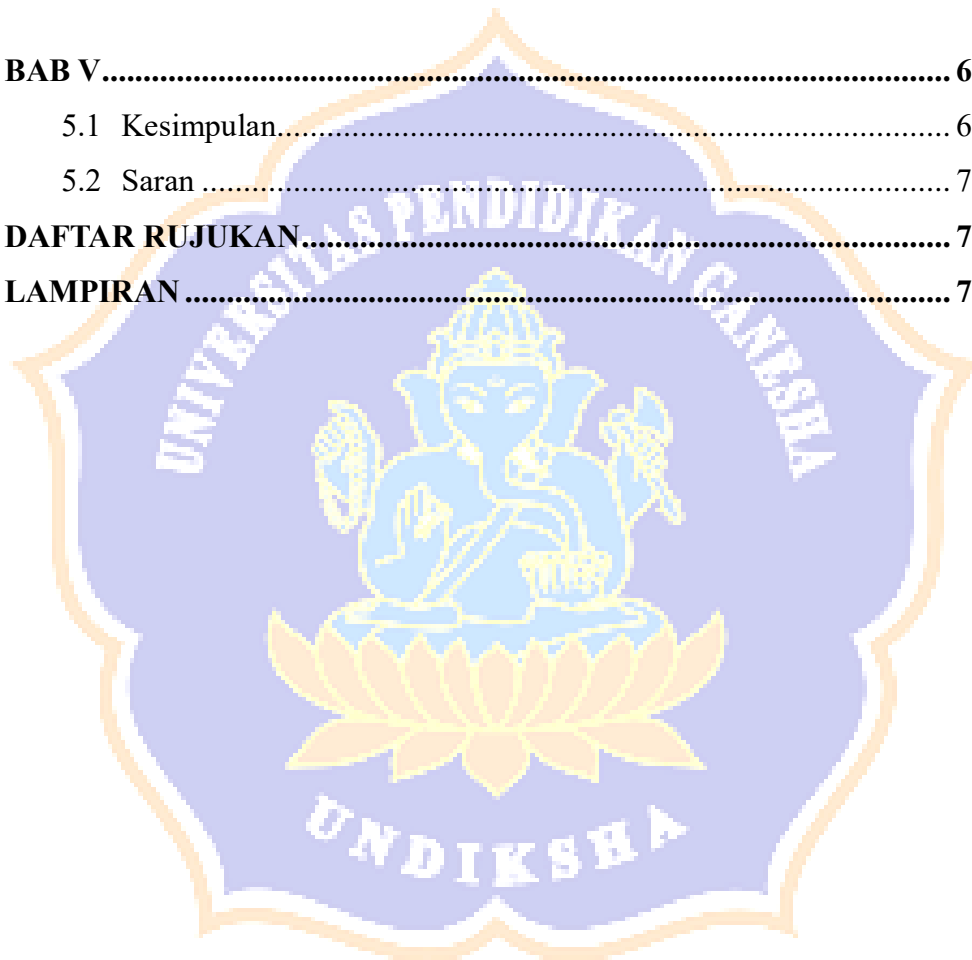 BAB V.......................................................................................................... 6
5.1 Kesimpulan..................................................................................... 6
5.2 Saran .............................................................................................. 7
DAFTAR RUJUKAN................................................................................ 7
LAMPIRAN............................................................................................... 7
UNIVERSITAS PENDIDIKAN GANESHA
UNDIKSHA